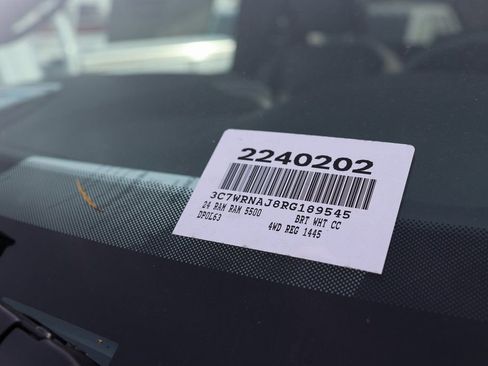 2240202
3C7WRNAJ8RG189545
24 RAM RAM 5500 BRT WHT CC
DP0L63 4WD REG 1445